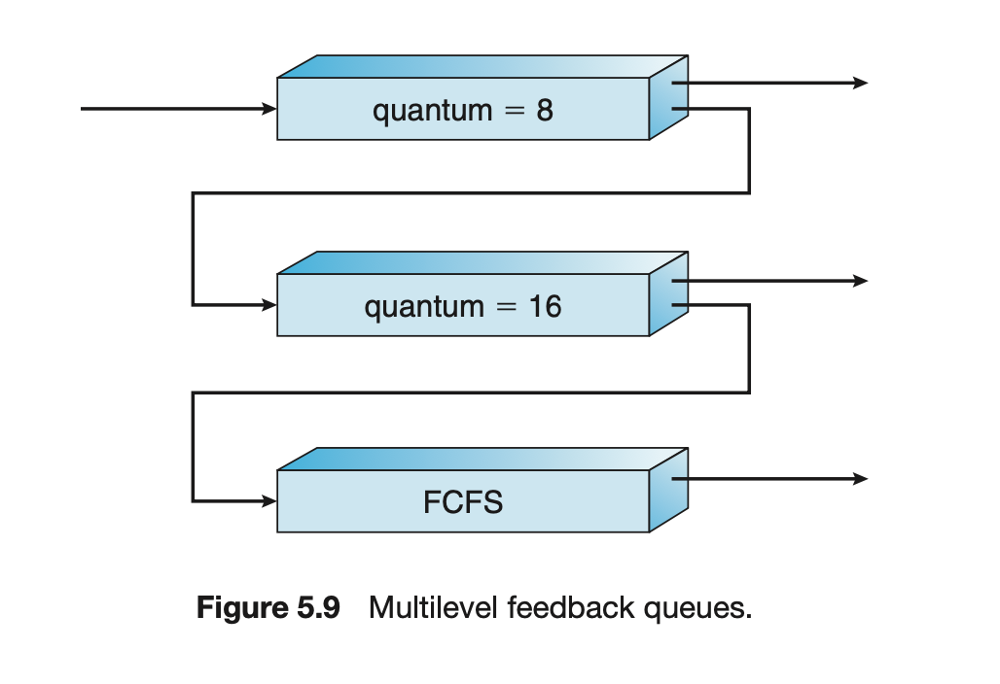 quantum = 8
quantum = 16
FCFS
Figure 5.9 Multilevel feedback queues.